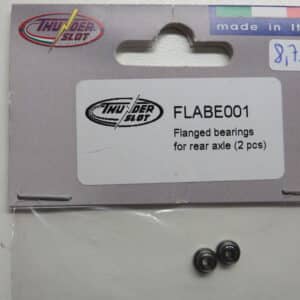 THUNDER
SLOT
made in It
8,7
THUNDER
SLOT
FLABE001
Flanged bearings
for rear axle (2 pcs)